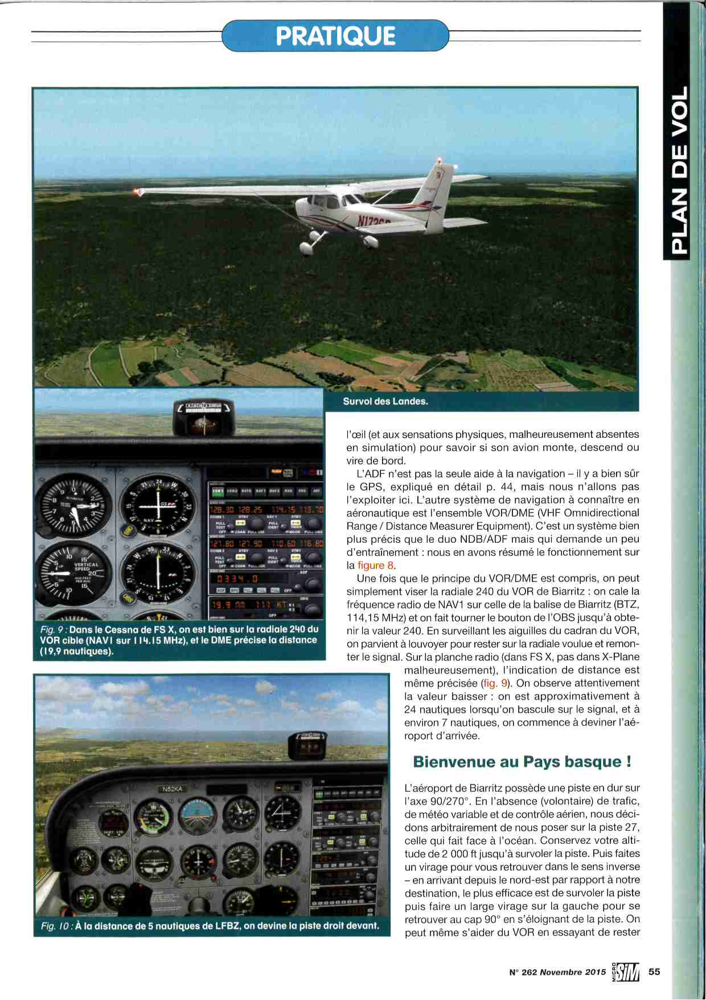 PRATIQUE
PLAN DE VOL
Survol des Landes.
Fig. 9 : Dans le Cessna de FS X, on est bien sur la radiale 240 du
VOR cible (NAV1 sur 114.15 MHz), et le DME précise la distance
(19,9 nautiques).
N52KA
Fig. 10 : À la distance de 5 nautiques de LFBZ, on devine la piste droit devant.
l'œil (et aux sensations physiques, malheureusement absentes
en simulation) pour savoir si son avion monte, descend ou
vire de bord.
L'ADF n'est pas la seule aide à la navigation – il y a bien sûr
le GPS, expliqué en détail p. 44, mais nous n'allons pas
l'exploiter ici. L'autre système de navigation à connaître en
aéronautique est l'ensemble VOR/DME (VHF Omnidirectional
Range / Distance Measurer Equipment). C'est un système bien
plus précis que le duo NDB/ADF mais qui demande un peu
d'entraînement : nous en avons résumé le fonctionnement sur
la figure 8.
Une fois que le principe du VOR/DME est compris, on peut
simplement viser la radiale 240 du VOR de Biarritz : on cale la
fréquence radio de NAV1 sur celle de la balise de Biarritz (BTZ,
114,15 MHz) et on fait tourner le bouton de l'OBS jusqu'à obte-
nir la valeur 240. En surveillant les aiguilles du cadran du VOR,
on parvient à louvoyer pour rester sur la radiale voulue et remon-
ter le signal. Sur la planche radio (dans FS X, pas dans X-Plane
malheureusement), l'indication de distance est
même précisée (fig. 9). On observe attentivement
la valeur baisser : on est approximativement à
24 nautiques lorsqu'on bascule sur le signal, et à
environ 7 nautiques, on commence à deviner l'aé-
roport d'arrivée.
Bienvenue au Pays basque !
L'aéroport de Biarritz possède une piste en dur sur
l'axe 90/270°. En l'absence (volontaire) de trafic,
de météo variable et de contrôle aérien, nous déci-
dons arbitrairement de nous poser sur la piste 27,
celle qui fait face à l'océan. Conservez votre alti-
tude de 2 000 ft jusqu'à survoler la piste. Puis faites
un virage pour vous retrouver dans le sens inverse
– en arrivant depuis le nord-est par rapport à notre
destination, le plus efficace est de survoler la piste
puis faire un large virage sur la gauche pour se
retrouver au cap 90° en s'éloignant de la piste. On
peut même s'aider du VOR en essayant de rester
N° 262 Novembre 2015 MICRO SIM 55